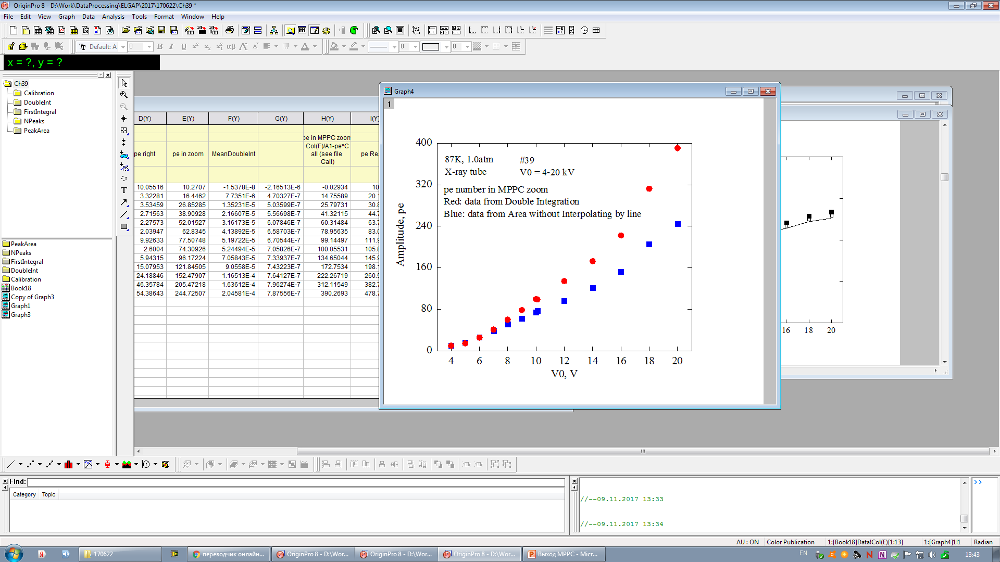 OriginPro 8 - D:\Work\DataProcessing\ELGAP\2017\170622\Ch39 *
File Edit View Graph Data Analysis Tools Format Window Help
Default: A 0 B I U αβ A A 0 0
x = ?, y = ?
Ch39
Calibration
DoubleInt
FirstIntegral
NPeaks
PeakArea
PeakArea
NPeaks
FirstIntegral
DoubleInt
Calibration
Book18
Copy of Graph3
Graph1
Graph3
D(Y) E(Y) F(Y) G(Y) H(Y) I(Y
pe in MPPC zoom
pe right pe in zoom MeanDoubleInt Col(F)/A1-pe*C all (see file Call) pe Re
10.05516 10.2707 -1.5378E-8 -2.16513E-6 -0.02934 10
3.32281 16.4462 7.7351E-6 4.70327E-7 14.75589 20.
3.53459 26.85285 1.35231E-5 5.03599E-7 25.79731 30.8
2.71563 38.90928 2.16607E-5 5.56698E-7 41.32115 44.7
2.27573 52.01527 3.16173E-5 6.07846E-7 60.31484 63.7
2.03947 62.8345 4.13892E-5 6.58703E-7 78.95635 83.0
9.92633 77.50748 5.19722E-5 6.70544E-7 99.14497 111.9
2.6004 74.30926 5.24494E-5 7.05826E-7 100.05531 105.8
5.94315 96.17224 7.05843E-5 7.33937E-7 134.65044 145.9
15.07953 121.84505 9.0558E-5 7.43223E-7 172.7534 198.
24.18846 152.47907 1.16513E-4 7.64127E-7 222.26719 260.5
46.35784 205.47218 1.63612E-4 7.96274E-7 312.11549 382.7
54.38643 244.72507 2.04581E-4 7.87556E-7 390.2693 478.7
Graph4
1
400
320
240
160
80
0
Amplitude, pe
87K, 1.0atm #39
X-ray tube V0 = 4-20 kV
pe number in MPPC zoom
Red: data from Double Integration
Blue: data from Area without Interpolating by line
4 6 8 10 12 14 16 18 20
V0, V
16 18 20
Find:
Category Topic
//--09.11.2017 13:33
//--09.11.2017 13:34
>>
AU : ON Color Publication 1:[Book18]Data!Col(E)[1:13] 1:[Graph4]1!1 Radian
170622 переводчик онлайн... OriginPro 8 - D:\Wor... OriginPro 8 - D:\Wor... OriginPro 8 - D:\Wor... Выход MPPC - Micr... EN 13:43